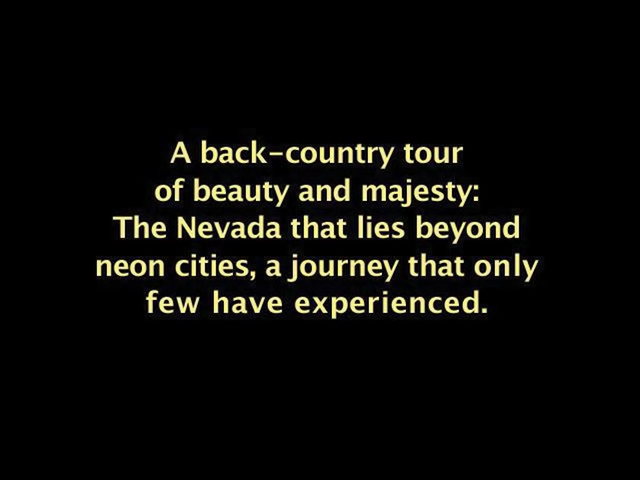 A back-country tour
of beauty and majesty:
The Nevada that lies beyond
neon cities, a journey that only
few have experienced.